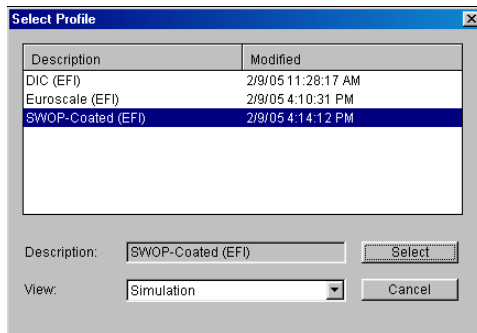 Select Profile
Description Modified
DIC (EFI) 2/9/05 11:28:17 AM
Euroscale (EFI) 2/9/05 4:10:31 PM
SWOP-Coated (EFI) 2/9/05 4:14:12 PM
Description: SWOP-Coated (EFI) Select
View: Simulation Cancel